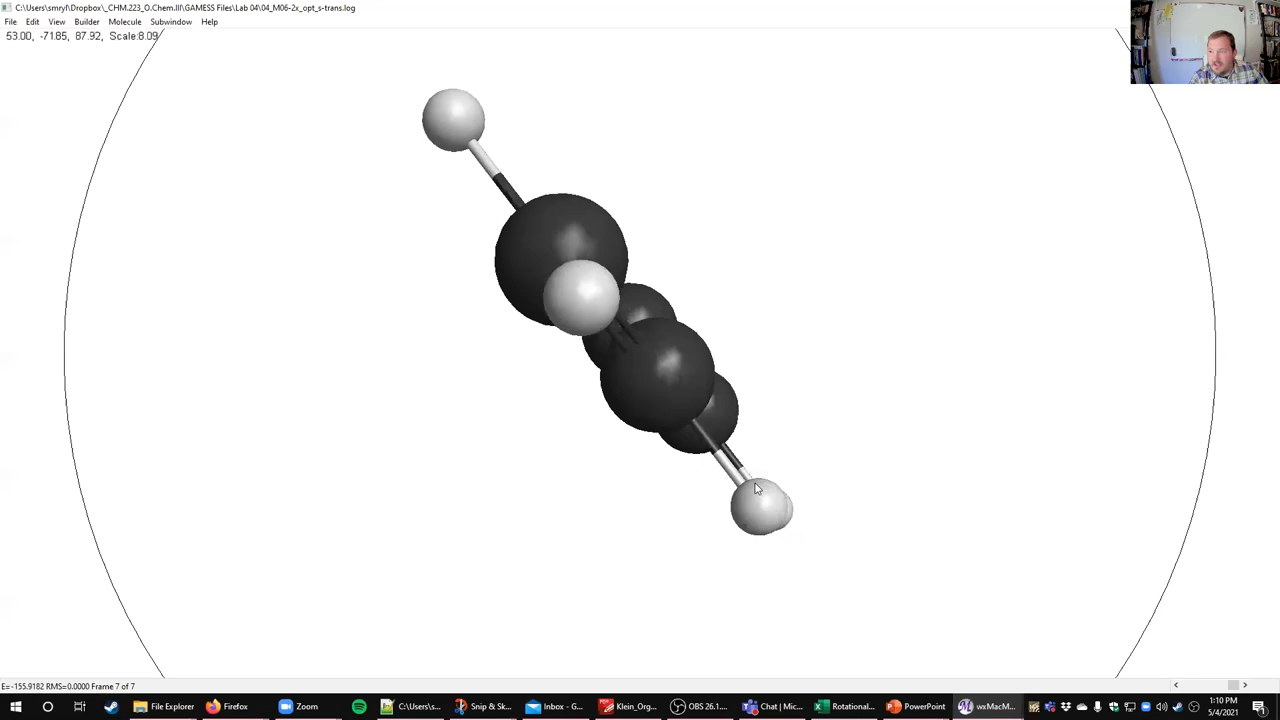 C:\Users\smryl\Dropbox\_CHM.223_O.Chem.III\GAMESS Files\Lab 04\04_M06-2x_opt_s-trans.log
File Edit View Builder Molecule Subwindow Help
53.00, -71.85, 87.92, Scale:8.09
E=-155.9182 RMS=0.0000 Frame 7 of 7
File Explorer Firefox Zoom C:\Users\s... Snip & Sk... Inbox - G... Klein_Org... OBS 26.1.... Chat | Mic... Rotational... PowerPoint wxMacM...
1:10 PM
5/4/2021